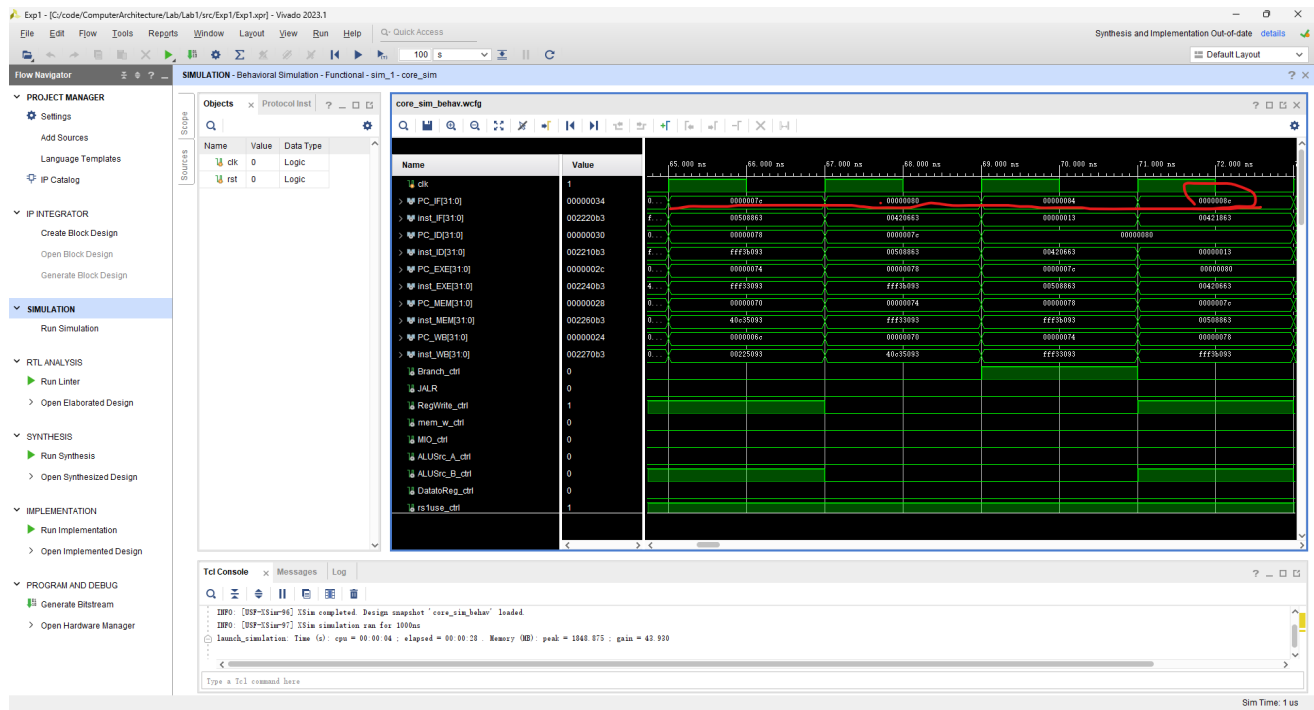 Exp1 - [C:/code/ComputerArchitecture/Lab/Lab1/src/Exp1/Exp1.xpr] - Vivado 2023.1
File Edit Flow Tools Reports Window Layout View Run Help Q- Quick Access
Synthesis and Implementation Out-of-date details
100 s
Default Layout
Flow Navigator
SIMULATION - Behavioral Simulation - Functional - sim_1 - core_sim
PROJECT MANAGER
Settings
Add Sources
Language Templates
IP Catalog
IP INTEGRATOR
Create Block Design
Open Block Design
Generate Block Design
SIMULATION
Run Simulation
RTL ANALYSIS
Run Linter
Open Elaborated Design
SYNTHESIS
Run Synthesis
Open Synthesized Design
IMPLEMENTATION
Run Implementation
Open Implemented Design
PROGRAM AND DEBUG
Generate Bitstream
Open Hardware Manager
Scope
Sources
Objects Protocol Inst
Name Value Data Type
clk 0 Logic
rst 0 Logic
core_sim_behav.wcfg
Name Value
65.000 ns 66.000 ns 67.000 ns 68.000 ns 69.000 ns 70.000 ns 71.000 ns 72.000 ns
clk 1
PC_IF[31:0] 00000034 0... 0000007c 00000080 00000084 0000008c
inst_IF[31:0] 002220b3 f... 00508863 00420663 00000013 00421863
PC_ID[31:0] 00000030 0... 00000078 0000007c 00000080
inst_ID[31:0] 002210b3 f... fff3b093 00508863 00420663 00000013
PC_EXE[31:0] 0000002c 0... 00000074 00000078 0000007c 00000080
inst_EXE[31:0] 002240b3 4... fff33093 fff3b093 00508863 00420663
PC_MEM[31:0] 00000028 0... 00000070 00000074 00000078 0000007c
inst_MEM[31:0] 002260b3 0... 40c35093 fff33093 fff3b093 00508863
PC_WB[31:0] 00000024 0... 0000006c 00000070 00000074 00000078
inst_WB[31:0] 002270b3 0... 00225093 40c35093 fff33093 fff3b093
Branch_ctrl 0
JALR 0
RegWrite_ctrl 1
mem_w_ctrl 0
MIO_ctrl 0
ALUSrc_A_ctrl 0
ALUSrc_B_ctrl 0
DatatoReg_ctrl 0
rs1use_ctrl 1
Tcl Console Messages Log
INFO: [USF-XSim-96] XSim completed. Design snapshot 'core_sim_behav' loaded.
INFO: [USF-XSim-97] XSim simulation ran for 1000ns
launch_simulation: Time (s): cpu = 00:00:04 ; elapsed = 00:00:28 . Memory (MB): peak = 1848.875 ; gain = 43.930
Type a Tcl command here
Sim Time: 1 us